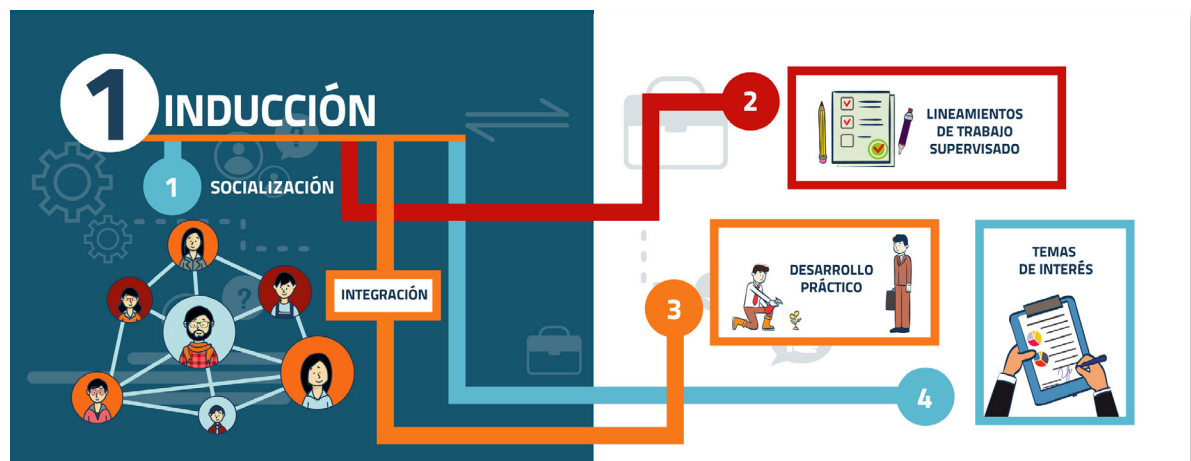 1 INDUCCIÓN
1 SOCIALIZACIÓN
?
?
INTEGRACIÓN
2
LINEAMIENTOS
DE TRABAJO
SUPERVISADO
3
DESARROLLO
PRÁCTICO
4
TEMAS
DE INTERÉS